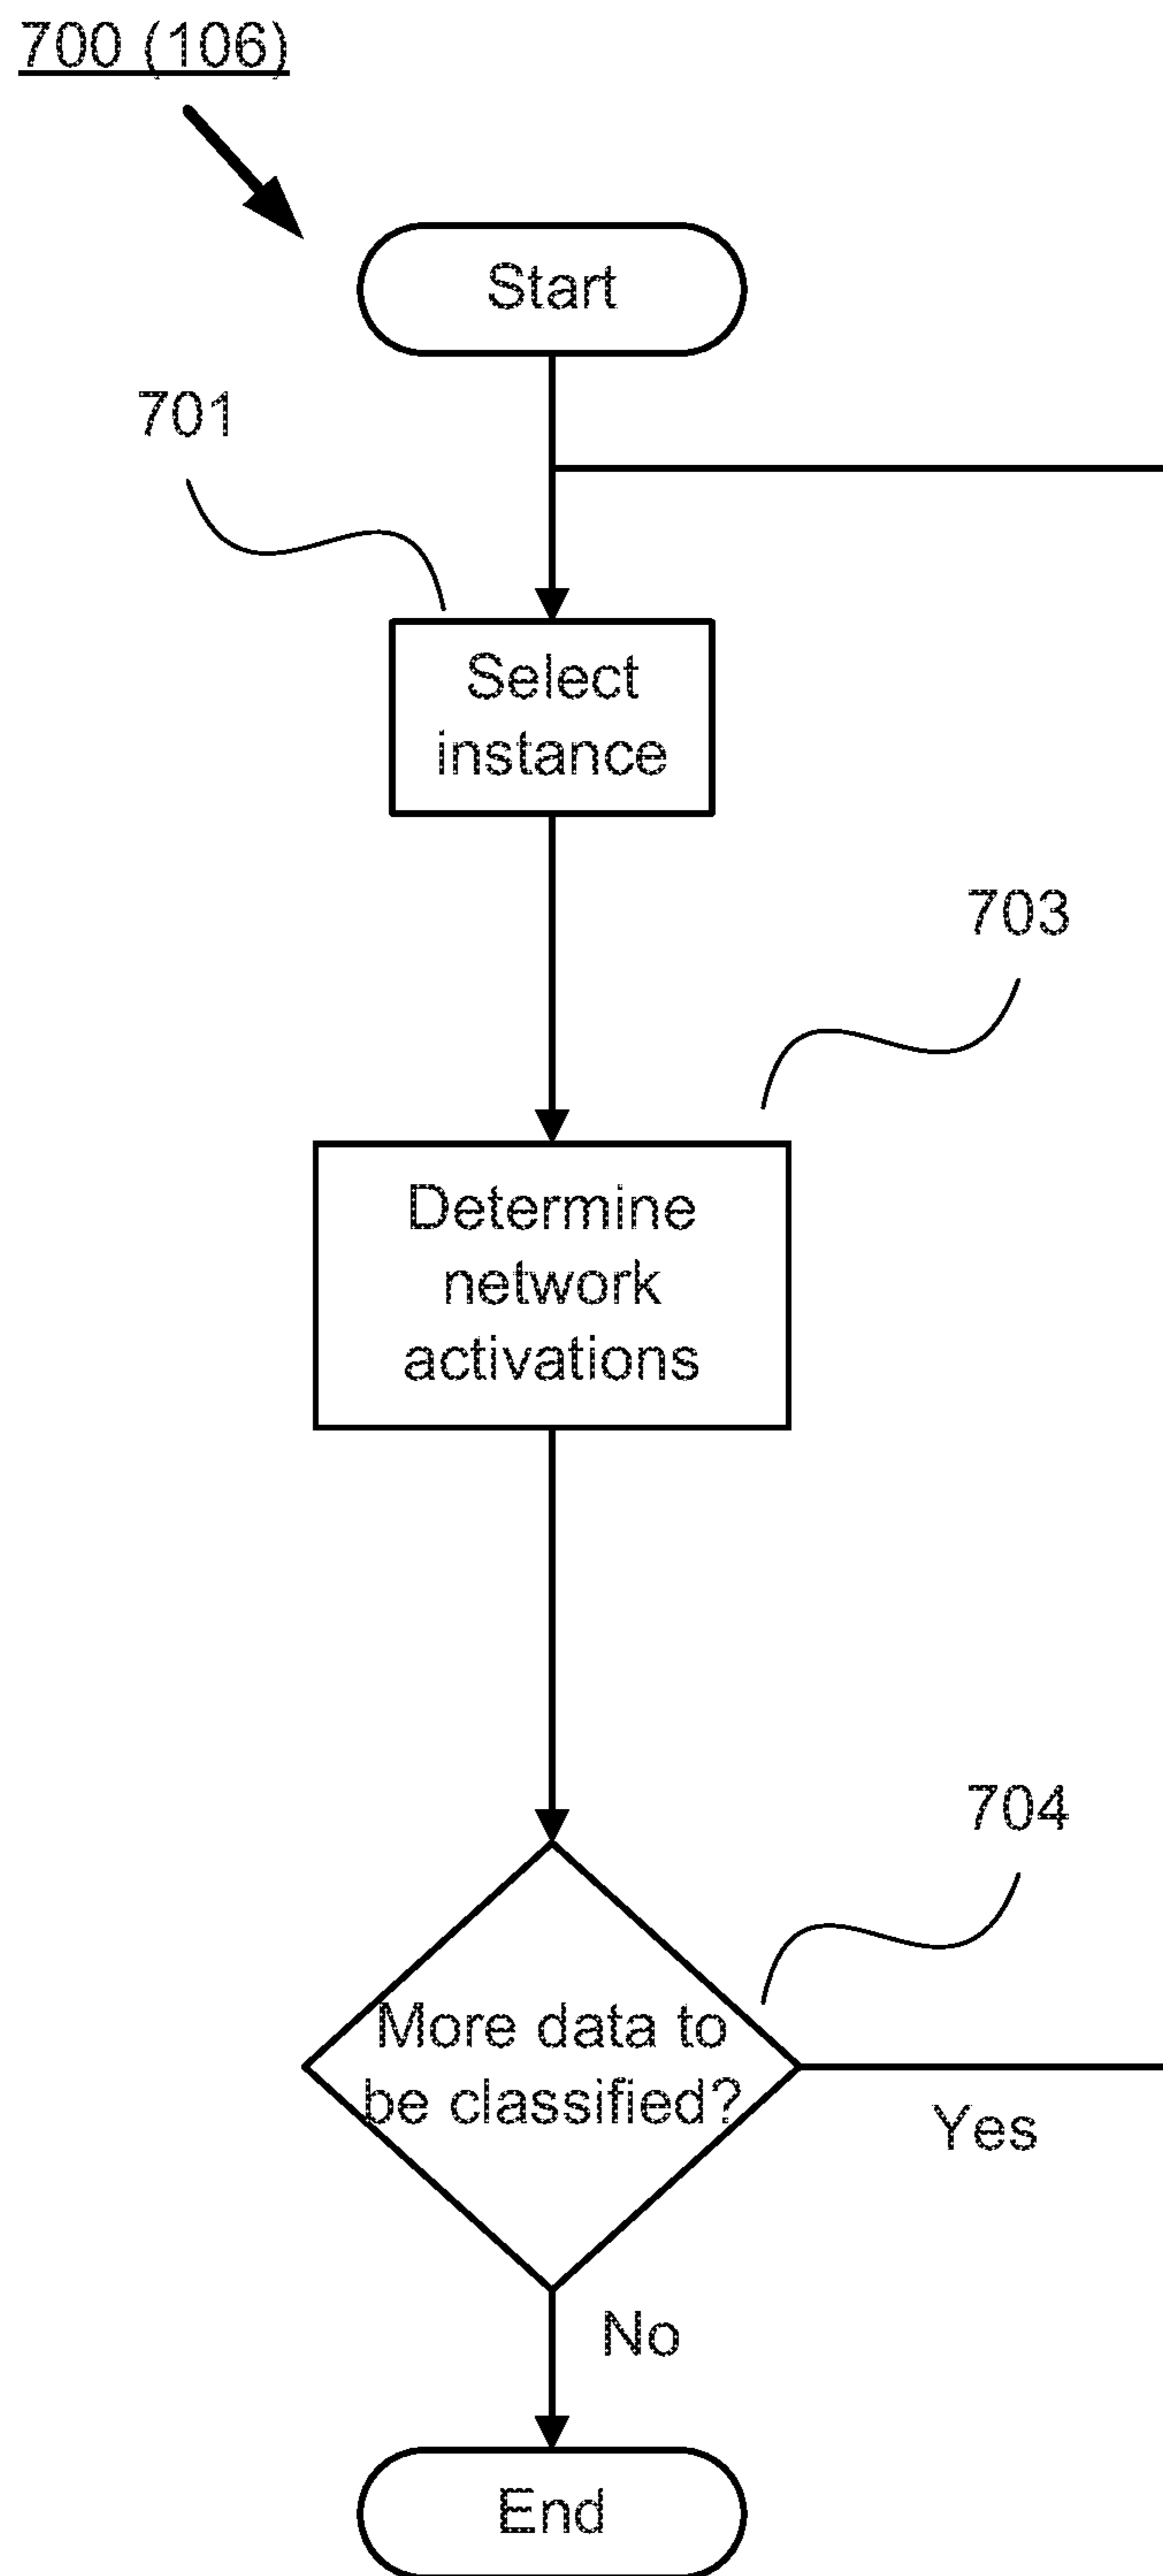 700 (106)
Start
701
Select
instance
703
Determine
network
activations
704
More data to
be classified?
Yes
No
End